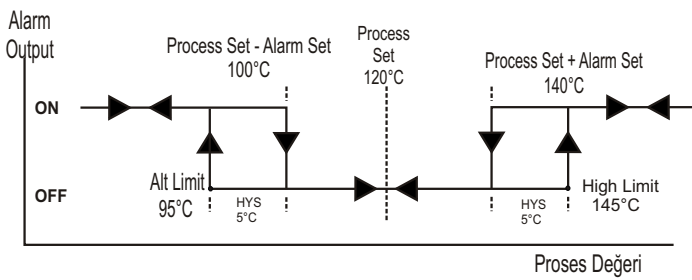 Alarm
Output
Process Set - Alarm Set
100°C
Process
Set
120°C
Process Set + Alarm Set
140°C
ON
OFF
Alt Limit
95°C
HYS
5°C
HYS
5°C
High Limit
145°C
Proses Değeri